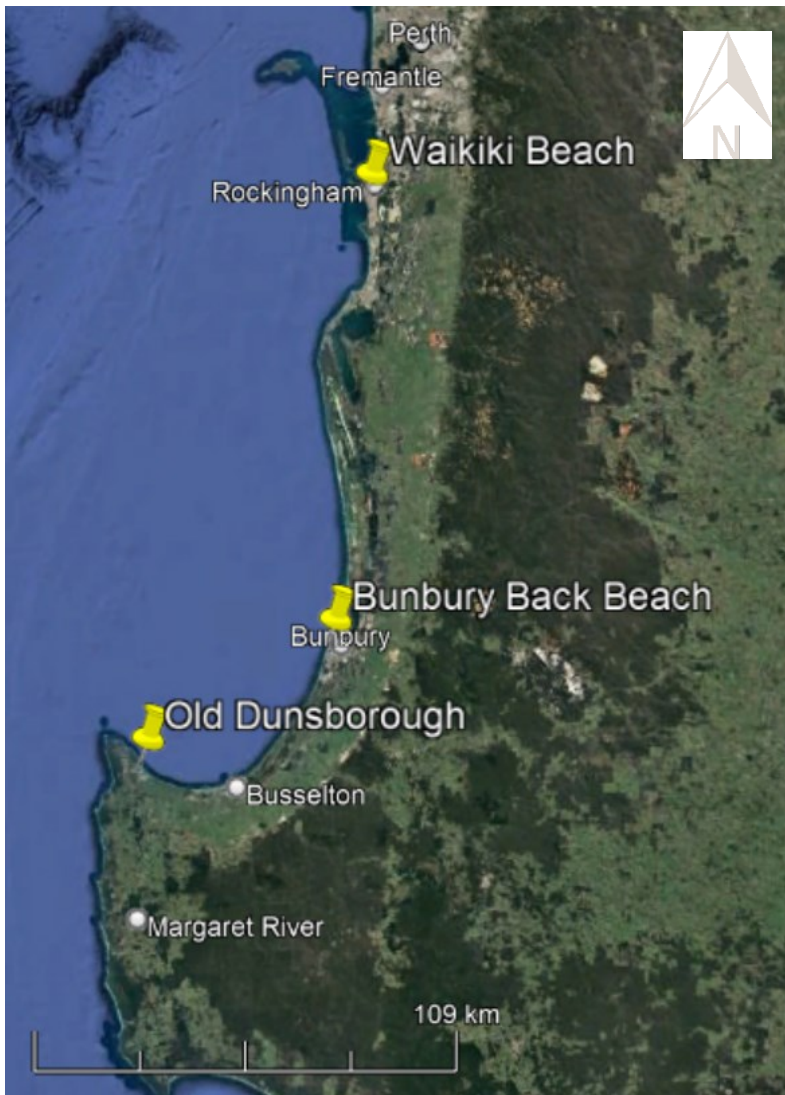 Perth
Fremantle
Waikiki Beach
Rockingham
N
Bunbury Back Beach
Bunbury
Old Dunsborough
Busselton
Margaret River
109 km